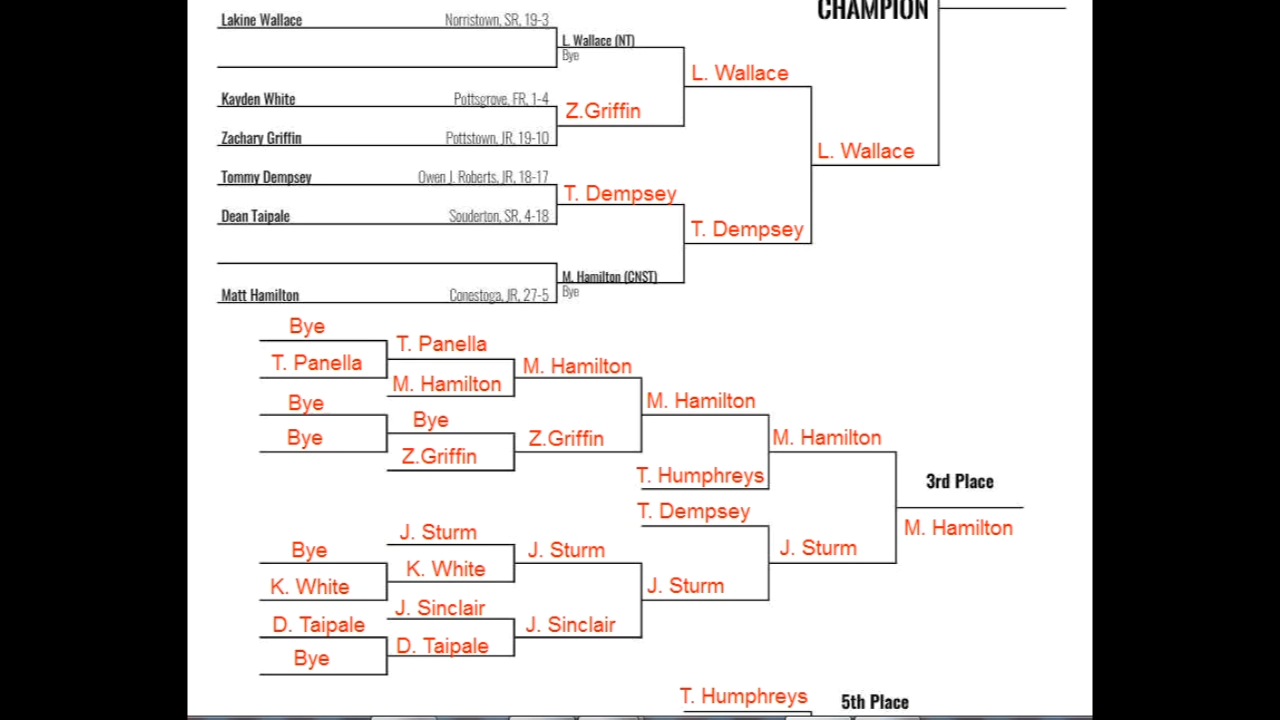 CHAMPION
Lakine Wallace Norristown, SR, 19-3
L. Wallace (NT)
Bye
L. Wallace
Kayden White Pottsgrove, FR, 1-4
Z.Griffin
Zachary Griffin Pottstown, JR, 19-10
L. Wallace
Tommy Dempsey Owen J. Roberts, JR, 18-17
T. Dempsey
Dean Taipale Souderton, SR, 4-18
T. Dempsey
M. Hamilton (CNST)
Bye
Matt Hamilton Conestoga, JR, 27-5
Bye
T. Panella
T. Panella
M. Hamilton
M. Hamilton
Bye
M. Hamilton
Bye
Bye
Z.Griffin
M. Hamilton
Z.Griffin
T. Humphreys
3rd Place
T. Dempsey
M. Hamilton
J. Sturm
Bye
J. Sturm
J. Sturm
K. White
K. White
J. Sturm
J. Sinclair
D. Taipale
J. Sinclair
D. Taipale
Bye
T. Humphreys
5th Place